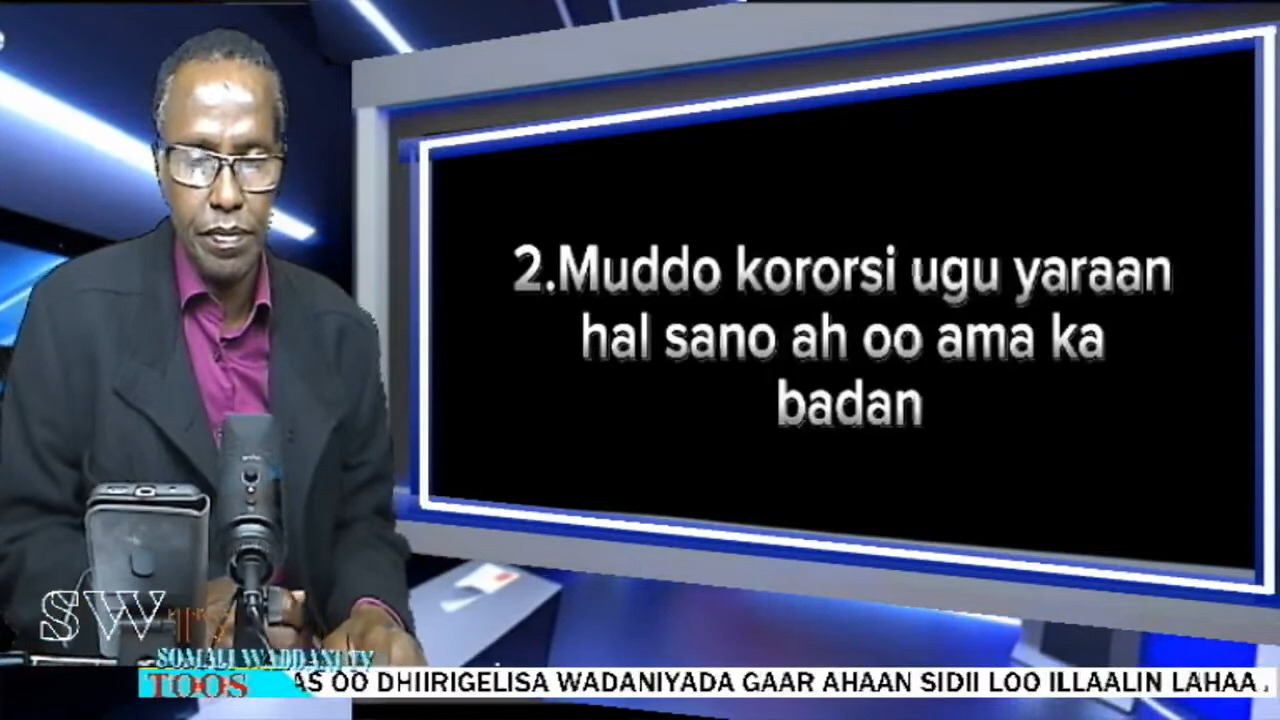 2.Muddo kororsi ugu yaraan
hal sano ah oo ama ka
badan
SW
SOMALI WADDANI TV
TOOS
AS OO DHIIRIGELISA WADANIYADA GAAR AHAAN SIDII LOO ILLAALIN LAHAA